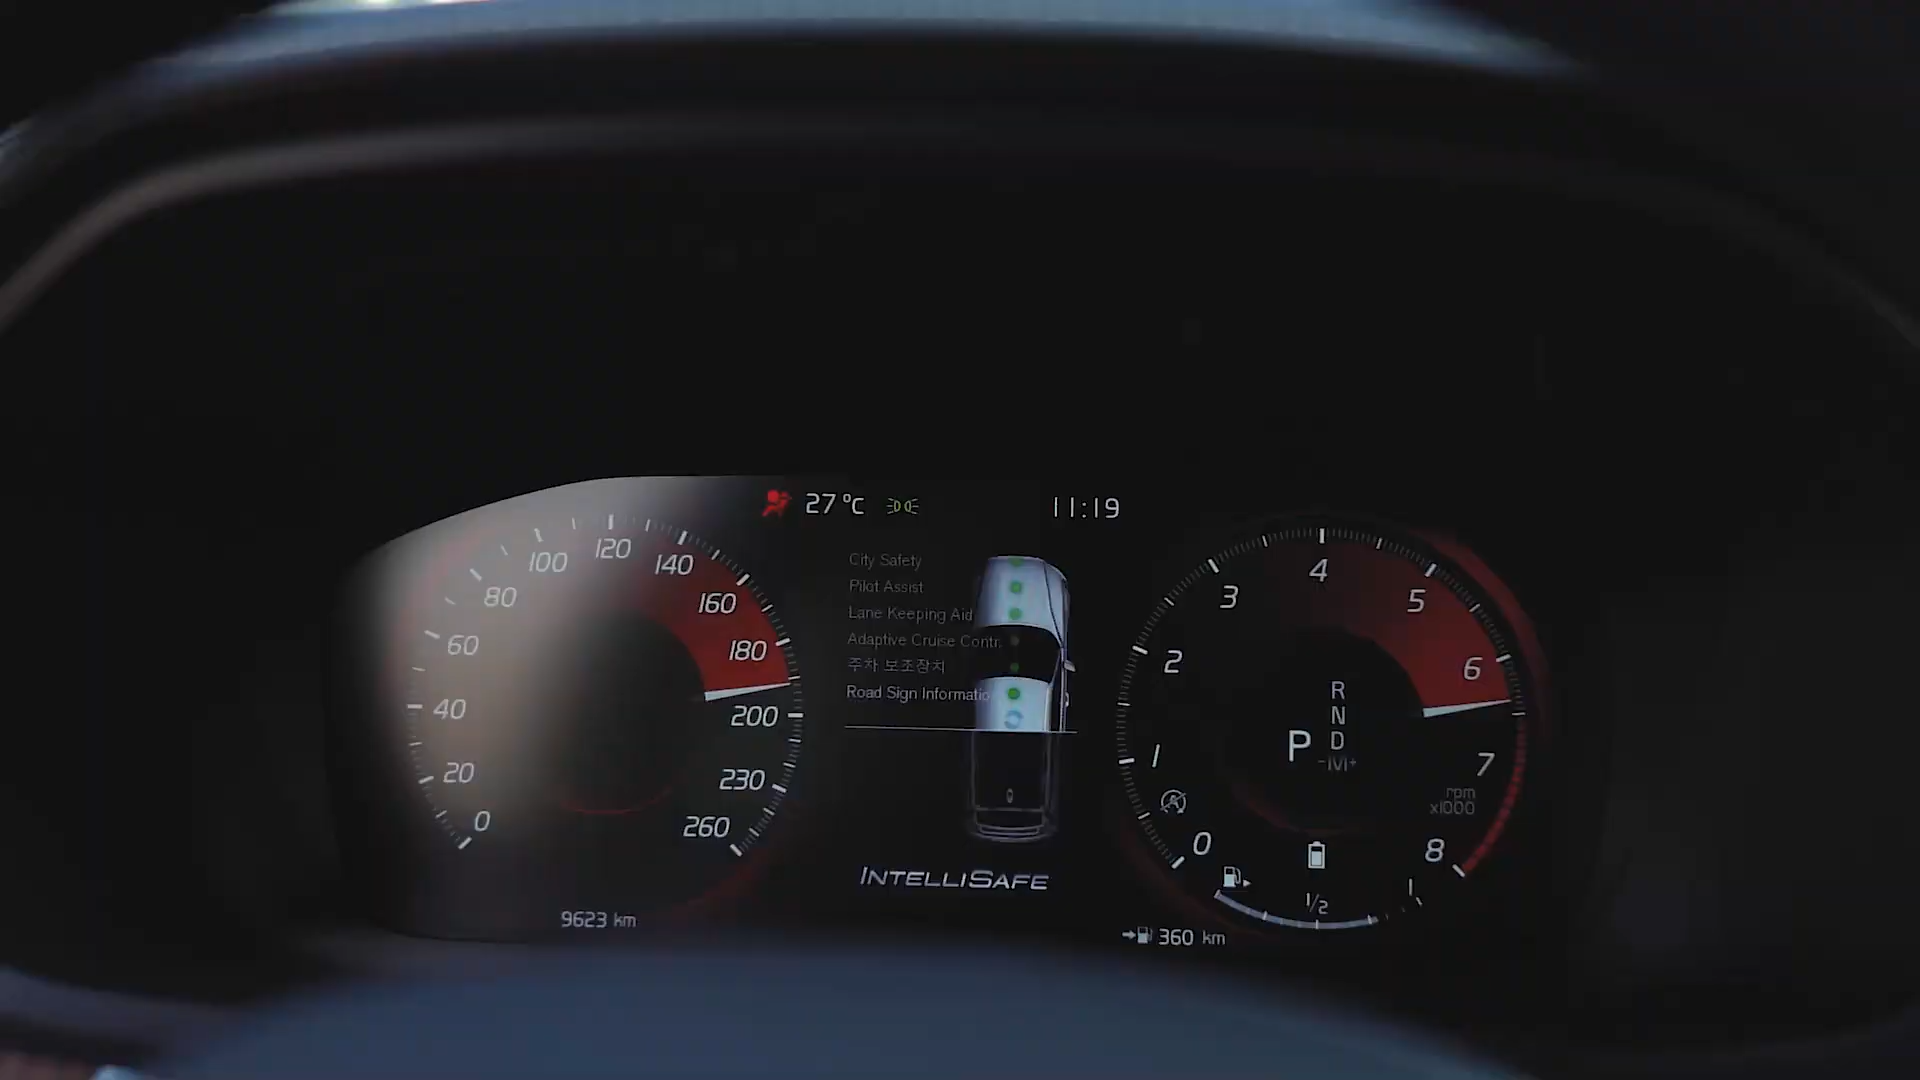 27 °C
11:19
City Safety
Pilot Assist
Lane Keeping Aid
Adaptive Cruise Contr
주차 보조장치
Road Sign Informatio
INTELLISAFE
0
20
40
60
80
100
120
140
160
180
200
230
260
9623 km
0
1
2
3
4
5
6
7
8
rpm
x1000
R
N
D
P
-M+
1/2
1
360 km